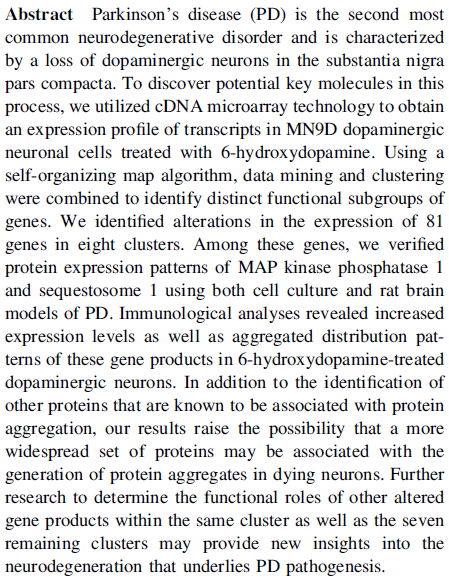 Abstract Parkinson's disease (PD) is the second most
common neurodegenerative disorder and is characterized
by a loss of dopaminergic neurons in the substantia nigra
pars compacta. To discover potential key molecules in this
process, we utilized cDNA microarray technology to obtain
an expression profile of transcripts in MN9D dopaminergic
neuronal cells treated with 6-hydroxydopamine. Using a
self-organizing map algorithm, data mining and clustering
were combined to identify distinct functional subgroups of
genes. We identified alterations in the expression of 81
genes in eight clusters. Among these genes, we verified
protein expression patterns of MAP kinase phosphatase 1
and sequestosome 1 using both cell culture and rat brain
models of PD. Immunological analyses revealed increased
expression levels as well as aggregated distribution pat-
terns of these gene products in 6-hydroxydopamine-treated
dopaminergic neurons. In addition to the identification of
other proteins that are known to be associated with protein
aggregation, our results raise the possibility that a more
widespread set of proteins may be associated with the
generation of protein aggregates in dying neurons. Further
research to determine the functional roles of other altered
gene products within the same cluster as well as the seven
remaining clusters may provide new insights into the
neurodegeneration that underlies PD pathogenesis.